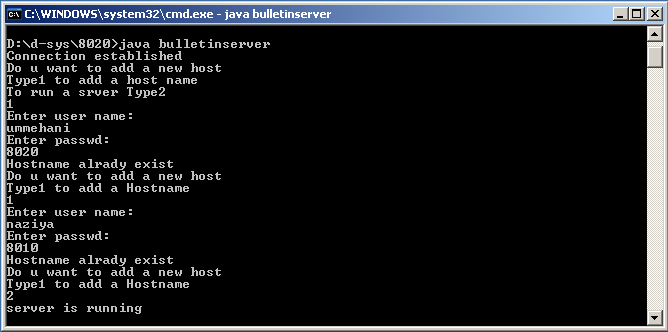 C:\WINDOWS\system32\cmd.exe - java bulletinserver
D:\d-sys\8020>java bulletinserver
Connection established
Do u want to add a new host
Type1 to add a host name
To run a srver Type2
1
Enter user name:
ummehani
Enter passwd:
8020
Hostname alrady exist
Do u want to add a new host
Type1 to add a Hostname
1
Enter user name:
naziya
Enter passwd:
8010
Hostname alrady exist
Do u want to add a new host
Type1 to add a Hostname
2
server is running